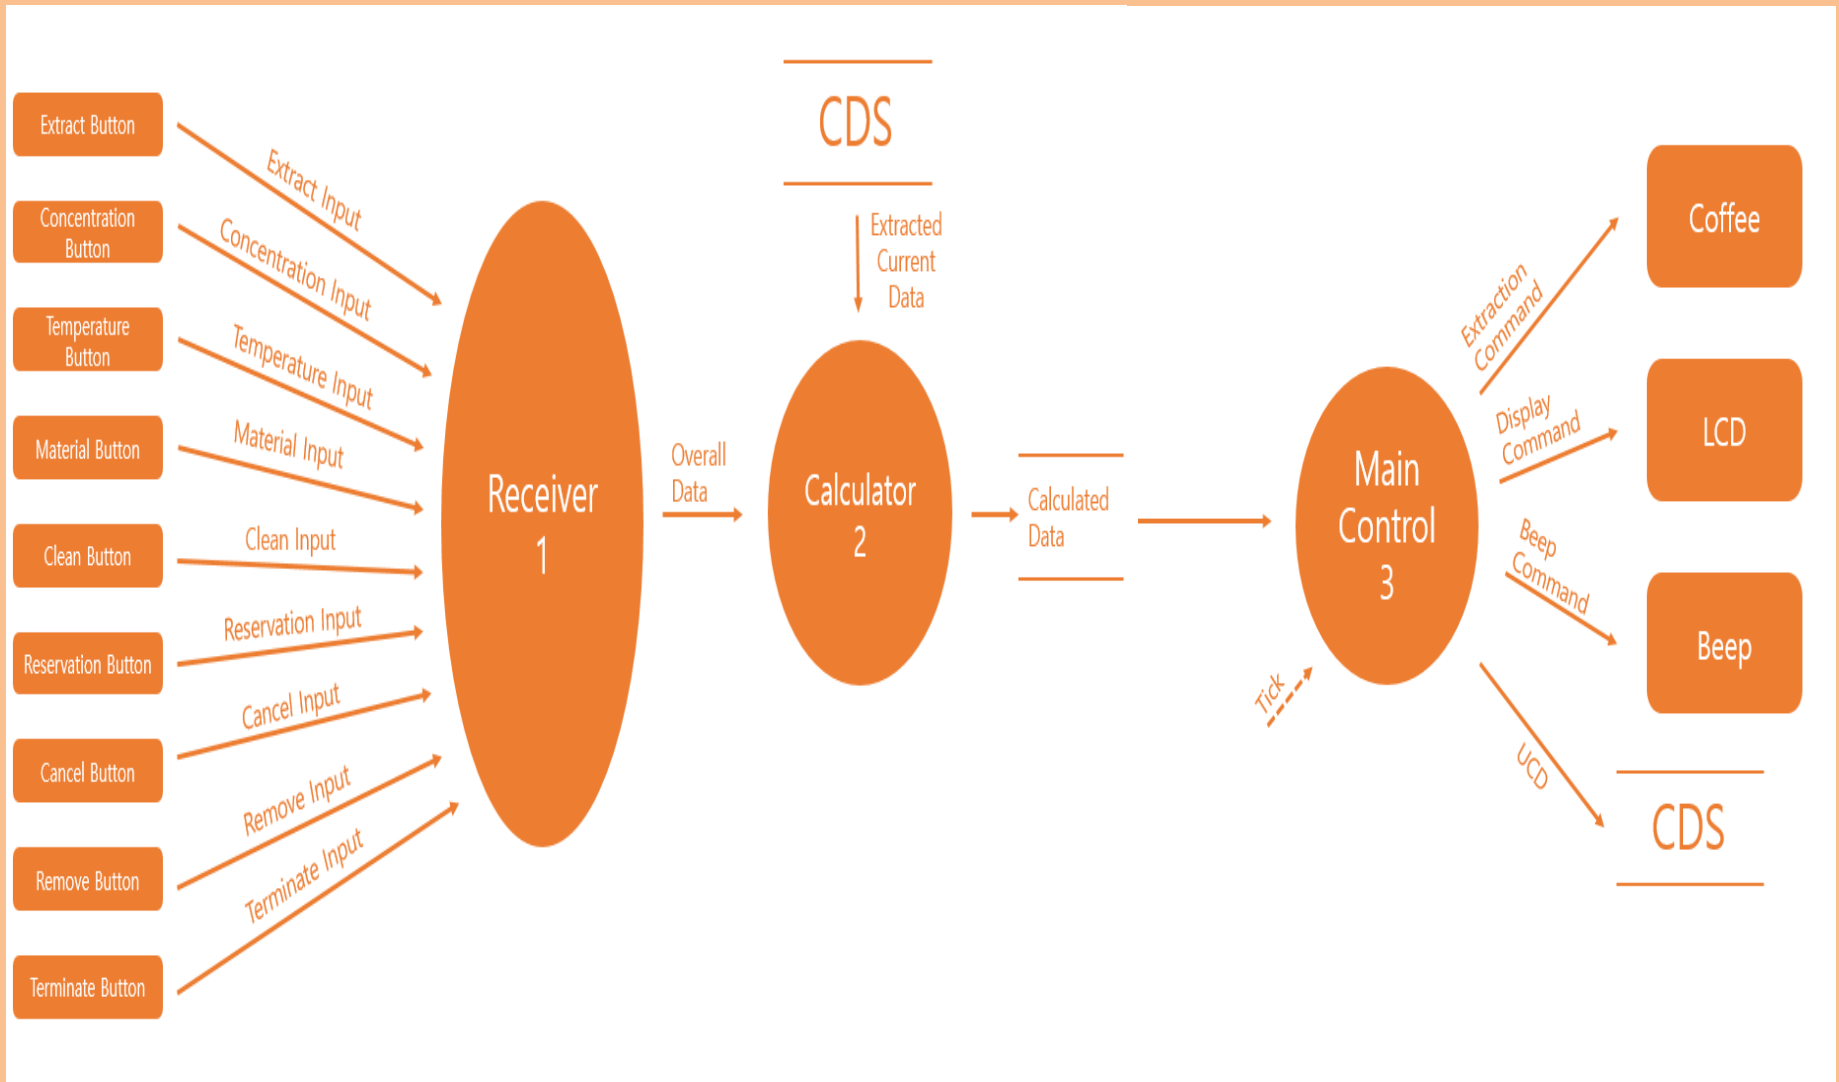 Extract Button
Concentration
Button
Temperature
Button
Material Button
Clean Button
Reservation Button
Cancel Button
Remove Button
Terminate Button
Extract Input
Concentration Input
Temperature Input
Material Input
Clean Input
Reservation Input
Cancel Input
Remove Input
Terminate Input
Receiver
1
Overall
Data
CDS
Extracted
Current
Data
Calculator
2
Calculated
Data
Main
Control
3
Tick
Extraction
Command
Display
Command
Beep
Command
UCD
Coffee
LCD
Beep
CDS